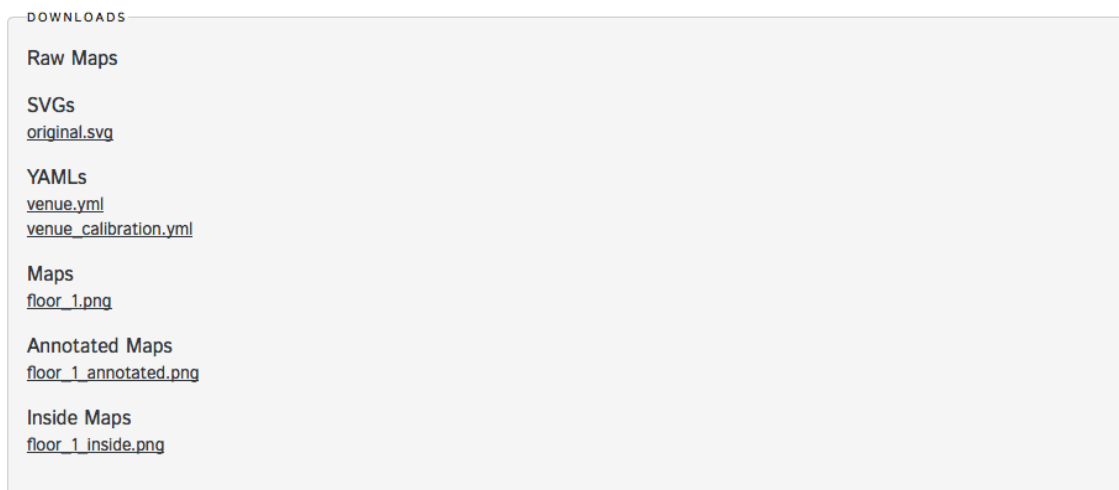 DOWNLOADS
Raw Maps
SVGs
original.svg
YAMLs
venue.yml
venue_calibration.yml
Maps
floor_1.png
Annotated Maps
floor_1_annotated.png
Inside Maps
floor_1_inside.png